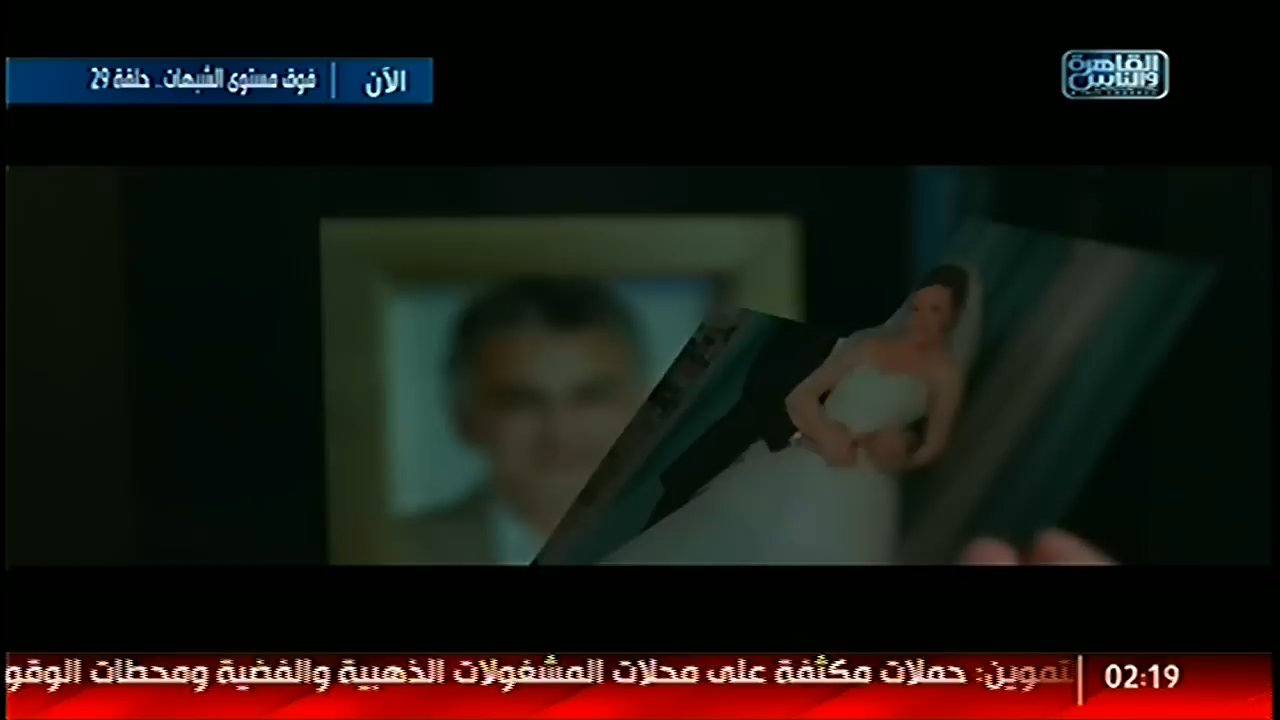 الآن | فوق مستوى الشبهات.. حلقة 29
القاهرة
والناس
لتموين: حملات مكثفة على محلات المشغولات الذهبية والفضية ومحطات الوقو
02:19